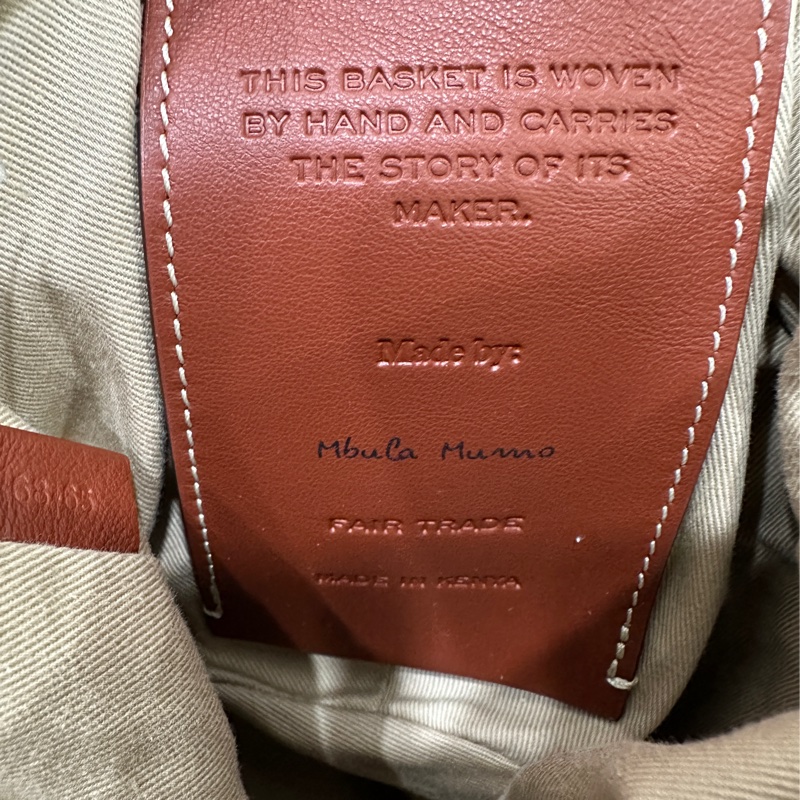 THIS BASKET IS WOVEN
BY HAND AND CARRIES
THE STORY OF ITS
MAKER.
Made by:
Mbula Mumo
FAIR TRADE
MADE IN KENYA